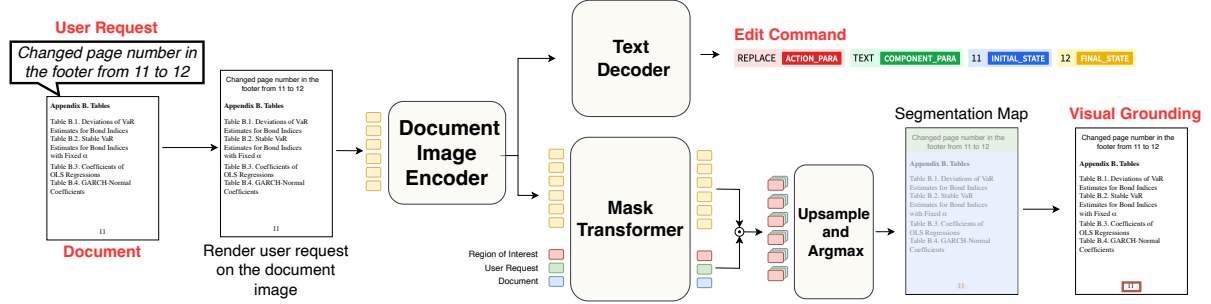 User Request
Changed page number in
the footer from 11 to 12
Appendix B. Tables
Table B.1. Deviations of VaR
Estimates for Bond Indices
Table B.2. Stable VaR
Estimates for Bond Indices
with Fixed α
Table B.3. Coefficients of
OLS Regressions
Table B.4. GARCH-Normal
Coefficients
11
Document
Changed page number in the
footer from 11 to 12
Appendix B. Tables
Table B.1. Deviations of VaR
Estimates for Bond Indices
Table B.2. Stable VaR
Estimates for Bond Indices
with Fixed α
Table B.3. Coefficients of
OLS Regressions
Table B.4. GARCH-Normal
Coefficients
11
Render user request
on the document
image
Document
Image
Encoder
Text
Decoder
Edit Command
REPLACE ACTION_PARA TEXT COMPONENT_PARA 11 INITIAL_STATE 12 FINAL_STATE
Mask
Transformer
Region of Interest
User Request
Document
Upsample
and
Argmax
Segmentation Map
Changed page number in the
footer from 11 to 12
Appendix B. Tables
Table B.1. Deviations of VaR
Estimates for Bond Indices
Table B.2. Stable VaR
Estimates for Bond Indices
with Fixed α
Table B.3. Coefficients of
OLS Regressions
Table B.4. GARCH-Normal
Coefficients
11
Visual Grounding
Changed page number in the
footer from 11 to 12
Appendix B. Tables
Table B.1. Deviations of VaR
Estimates for Bond Indices
Table B.2. Stable VaR
Estimates for Bond Indices
with Fixed α
Table B.3. Coefficients of
OLS Regressions
Table B.4. GARCH-Normal
Coefficients
11